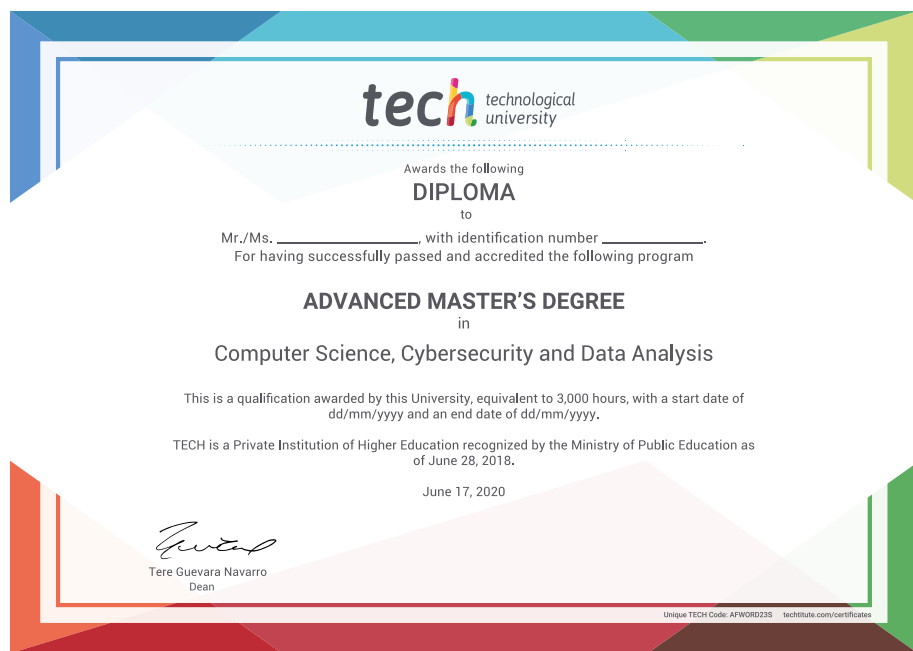 tech technological
university
Awards the following
DIPLOMA
to
Mr./Ms. ____________________, with identification number ______________.
For having successfully passed and accredited the following program
ADVANCED MASTER'S DEGREE
in
Computer Science, Cybersecurity and Data Analysis
This is a qualification awarded by this University, equivalent to 3,000 hours, with a start date of
dd/mm/yyyy and an end date of dd/mm/yyyy.
TECH is a Private Institution of Higher Education recognized by the Ministry of Public Education as
of June 28, 2018.
June 17, 2020
Tere Guevara Navarro
Dean
Unique TECH Code: AFWORD23S techtitute.com/certificates